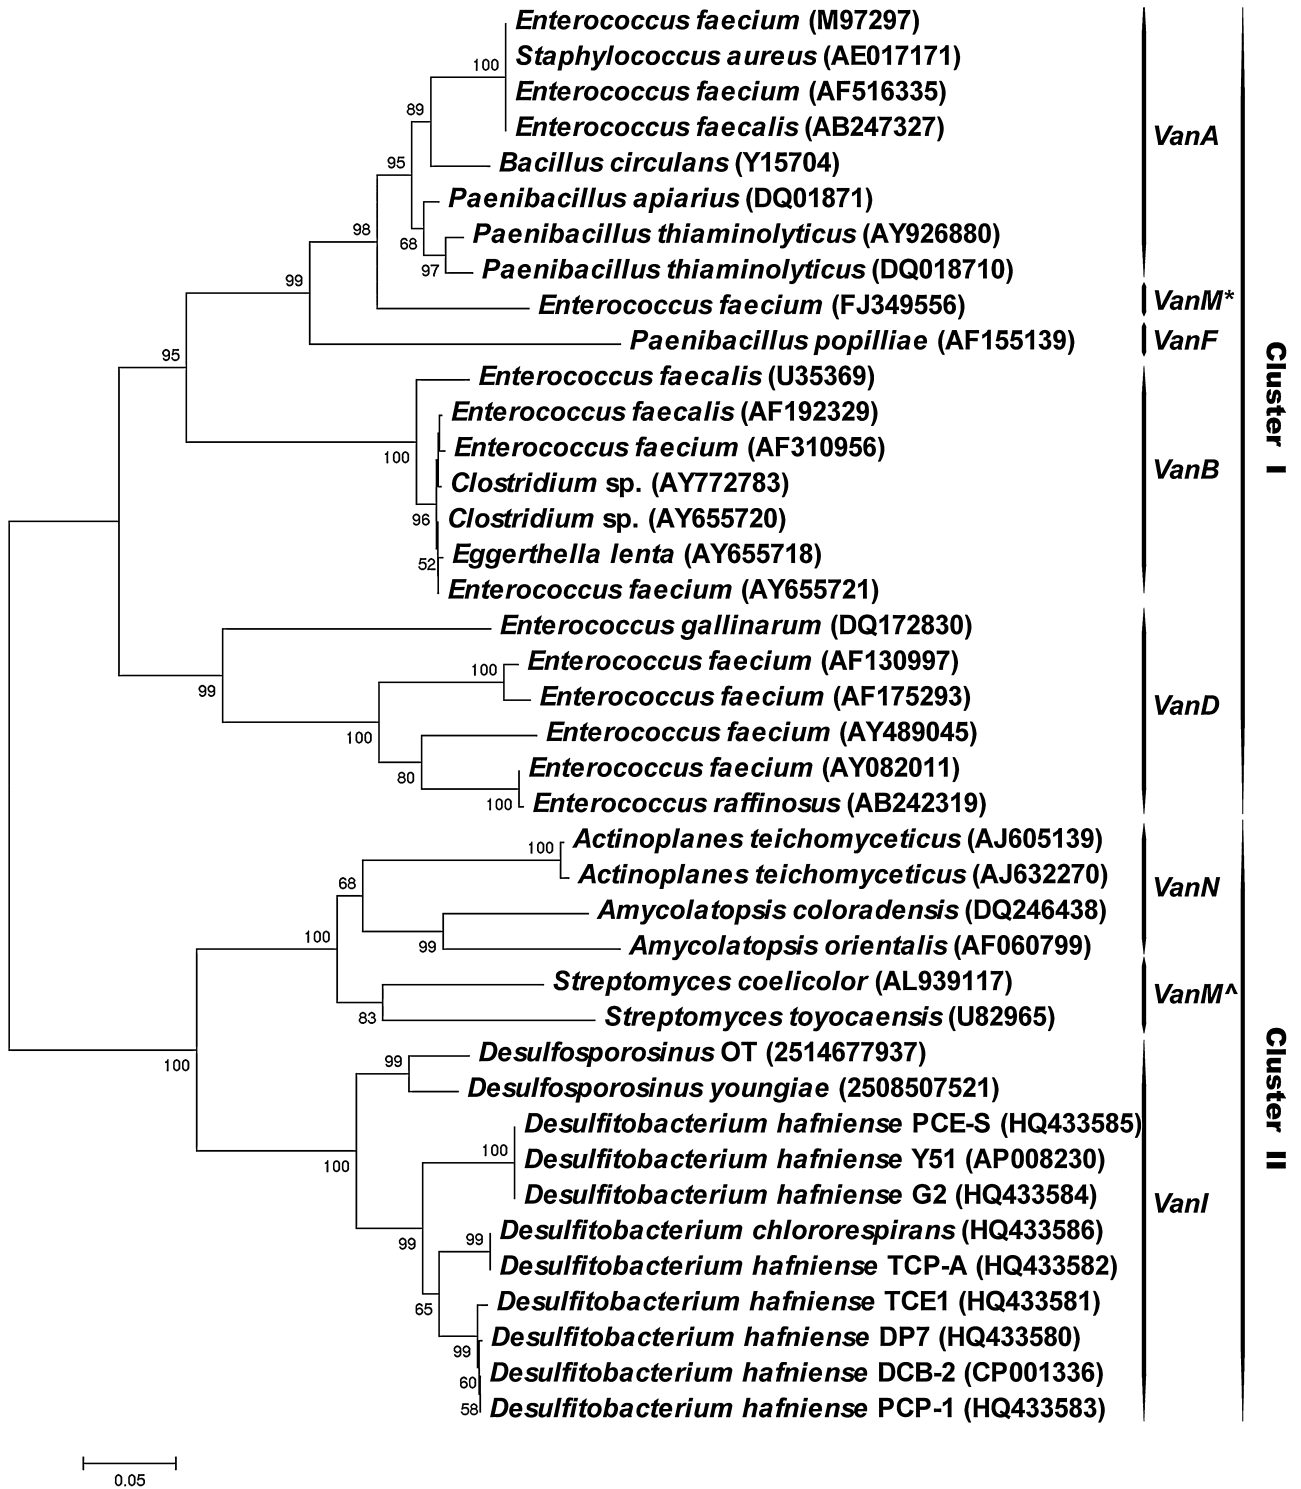 Enterococcus faecium (M97297)
Staphylococcus aureus (AE017171)
100
Enterococcus faecium (AF516335)
89
Enterococcus faecalis (AB247327)
VanA
95
Bacillus circulans (Y15704)
Paenibacillus apiarius (DQ01871)
98
Paenibacillus thiaminolyticus (AY926880)
68
97
Paenibacillus thiaminolyticus (DQ018710)
99
Enterococcus faecium (FJ349556)
VanM*
Paenibacillus popilliae (AF155139)
VanF
95
Enterococcus faecalis (U35369)
Cluster I
Enterococcus faecalis (AF192329)
Enterococcus faecium (AF310956)
100
VanB
Clostridium sp. (AY772783)
96
Clostridium sp. (AY655720)
Eggerthella lenta (AY655718)
52
Enterococcus faecium (AY655721)
Enterococcus gallinarum (DQ172830)
100
Enterococcus faecium (AF130997)
99
Enterococcus faecium (AF175293)
VanD
100
Enterococcus faecium (AY489045)
80
Enterococcus faecium (AY082011)
100
Enterococcus raffinosus (AB242319)
Actinoplanes teichomyceticus (AJ605139)
100
Actinoplanes teichomyceticus (AJ632270)
68
VanN
Amycolatopsis coloradensis (DQ246438)
100
99
Amycolatopsis orientalis (AF060799)
Streptomyces coelicolor (AL939117)
VanM^
83
Streptomyces toyocaensis (U82965)
100
99
Desulfosporosinus OT (2514677937)
Desulfosporosinus youngiae (2508507521)
Cluster II
Desulfitobacterium hafniense PCE-S (HQ433585)
100
Desulfitobacterium hafniense Y51 (AP008230)
100
Desulfitobacterium hafniense G2 (HQ433584)
VanI
Desulfitobacterium chlororespirans (HQ433586)
99
99
Desulfitobacterium hafniense TCP-A (HQ433582)
65
Desulfitobacterium hafniense TCE1 (HQ433581)
Desulfitobacterium hafniense DP7 (HQ433580)
99
Desulfitobacterium hafniense DCB-2 (CP001336)
60
58
Desulfitobacterium hafniense PCP-1 (HQ433583)
0.05